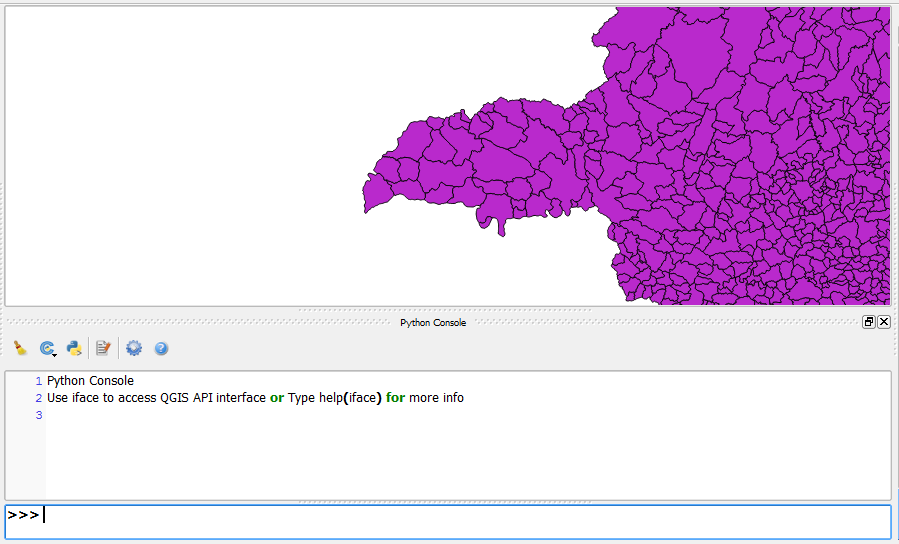 Python Console
1 Python Console
2 Use iface to access QGIS API interface or Type help(iface) for more info
3
>>>